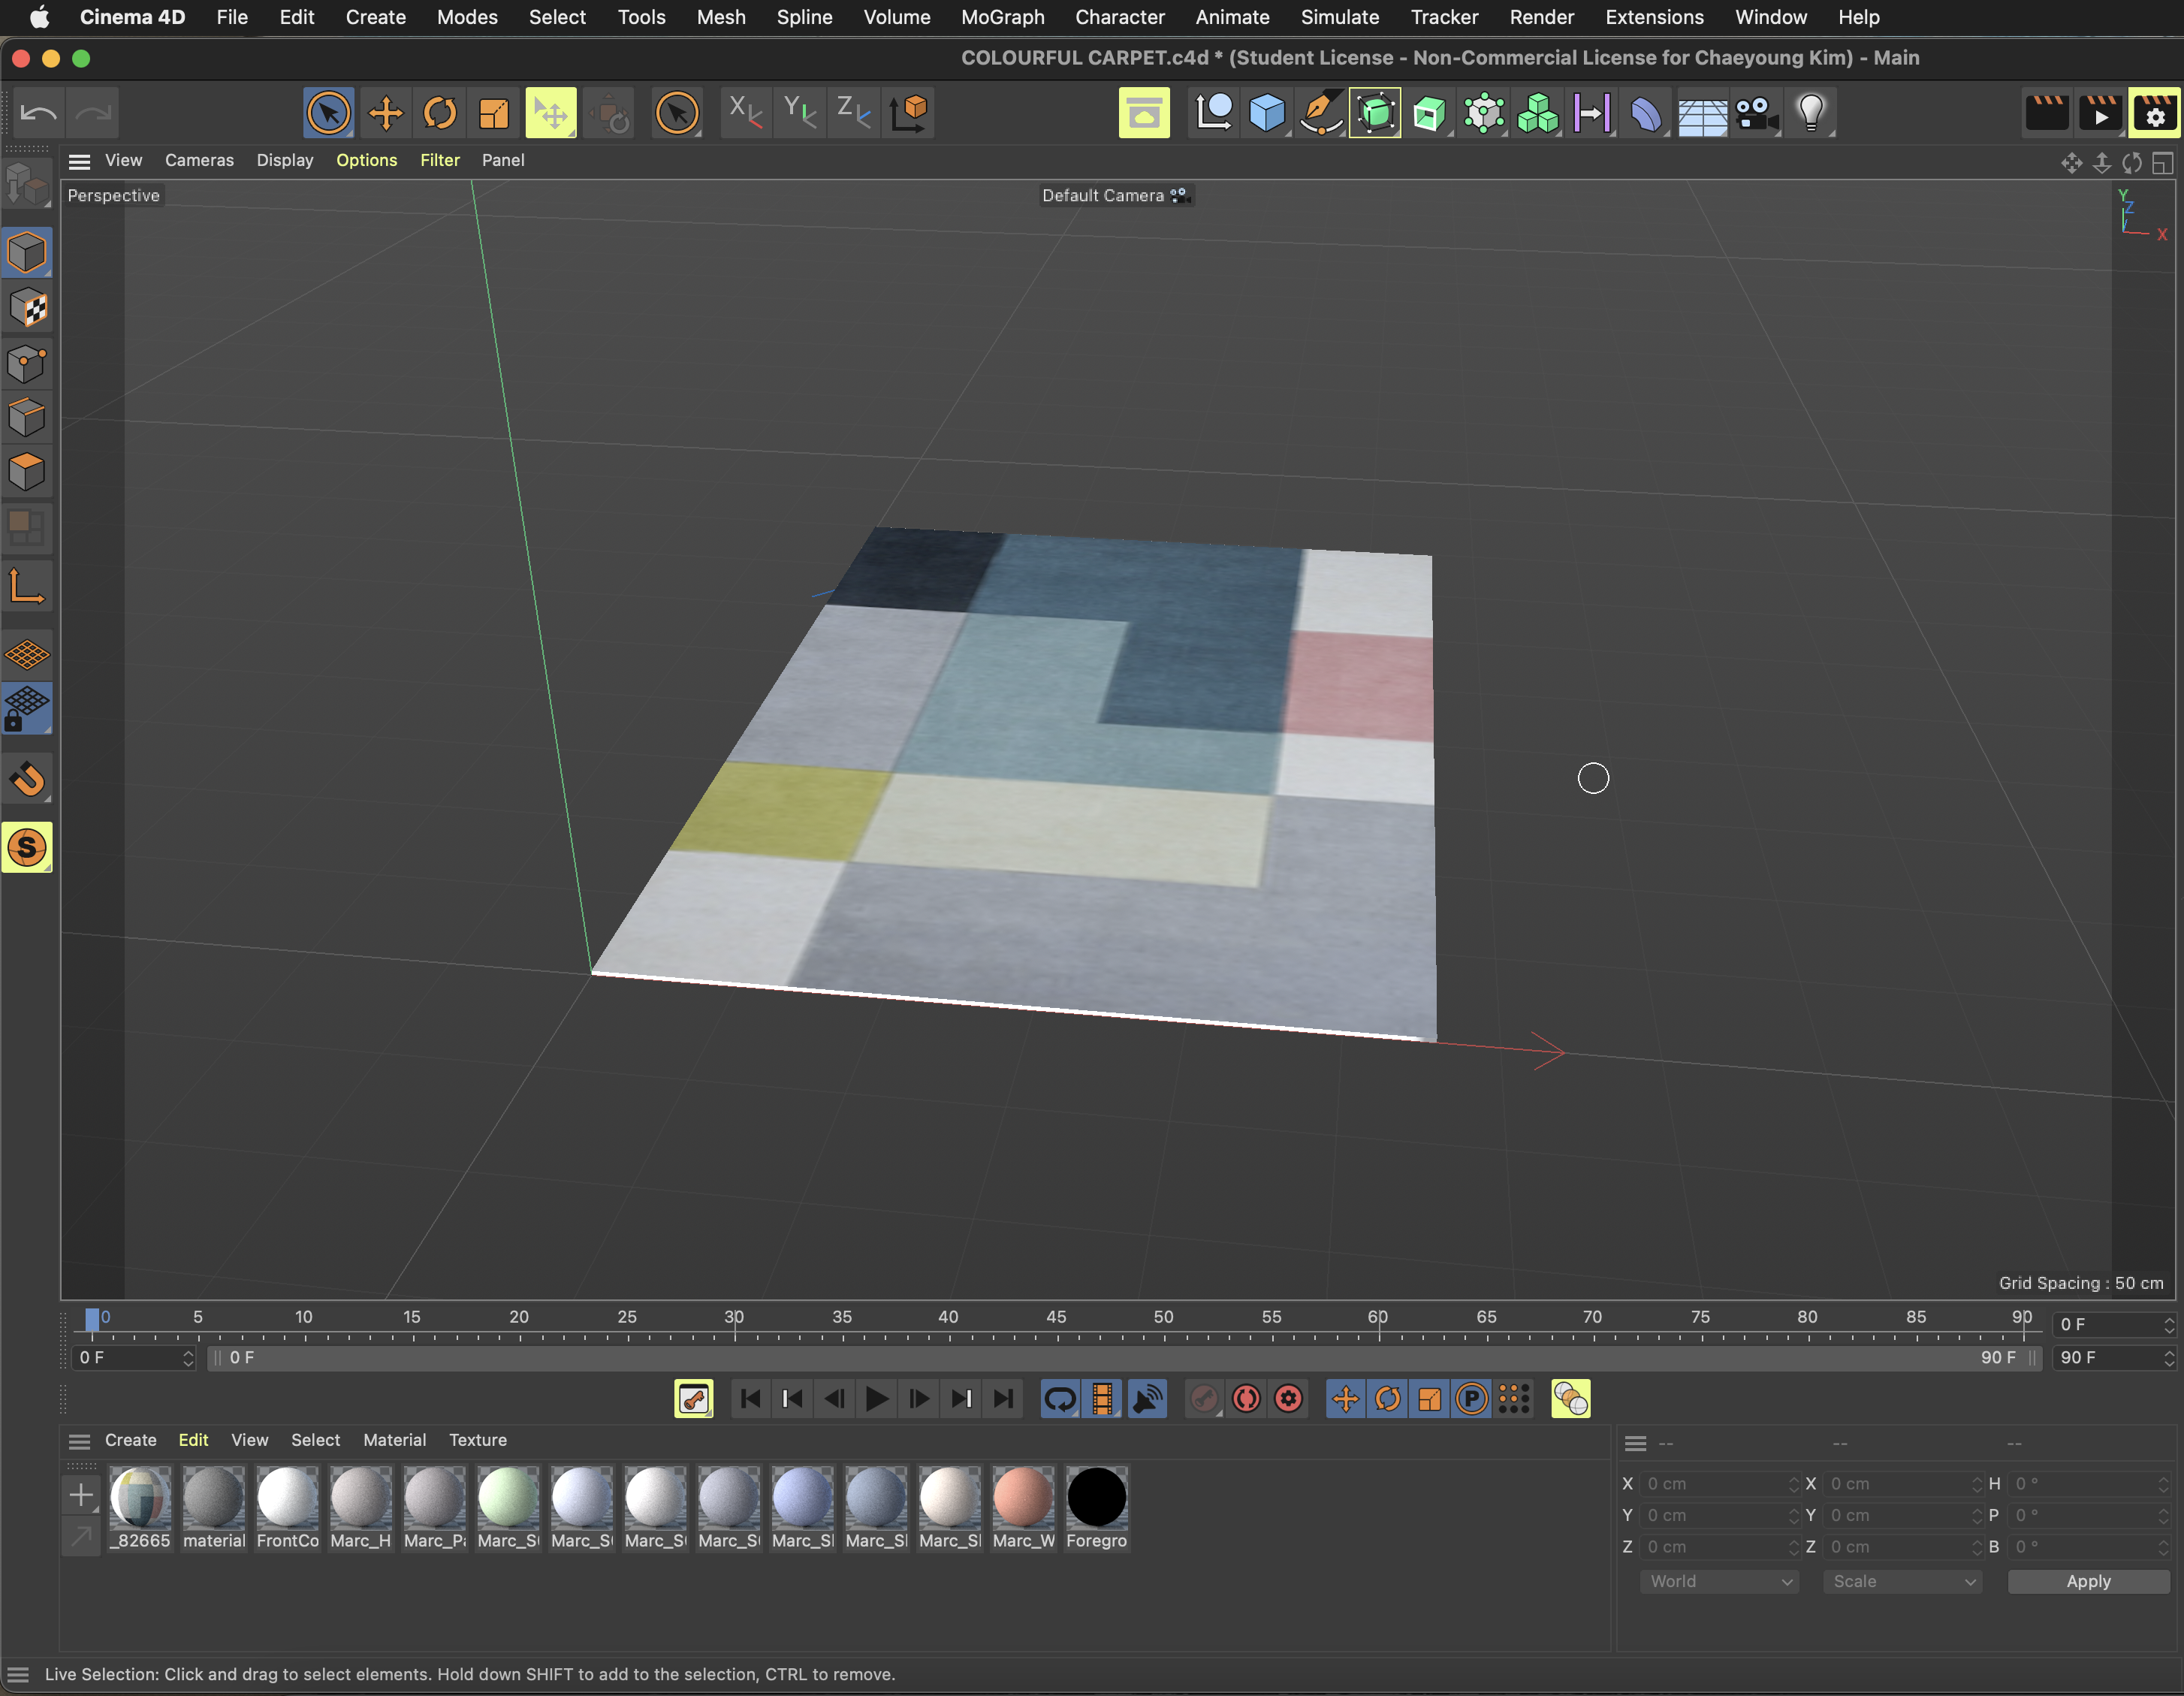 Cinema 4D File Edit Create Modes Select Tools Mesh Spline Volume MoGraph Character Animate Simulate Tracker Render Extensions Window Help
COLOURFUL CARPET.c4d * (Student License - Non-Commercial License for Chaeyoung Kim) - Main
X Y Z
View Cameras Display Options Filter Panel
Perspective
Default Camera
Y
Z
X
S
Grid Spacing : 50 cm
0 5 10 15 20 25 30 35 40 45 50 55 60 65 70 75 80 85 90 0 F
0 F 0 F 90 F 90 F
P
Create Edit View Select Material Texture
-- -- --
X 0 cm X 0 cm H 0 °
Y 0 cm Y 0 cm P 0 °
Z 0 cm Z 0 cm B 0 °
_82665 material FrontCo Marc_H Marc_Pa Marc_S Marc_S Marc_S Marc_S Marc_Sl Marc_Sl Marc_Sl Marc_W Foregro
World Scale Apply
Live Selection: Click and drag to select elements. Hold down SHIFT to add to the selection, CTRL to remove.